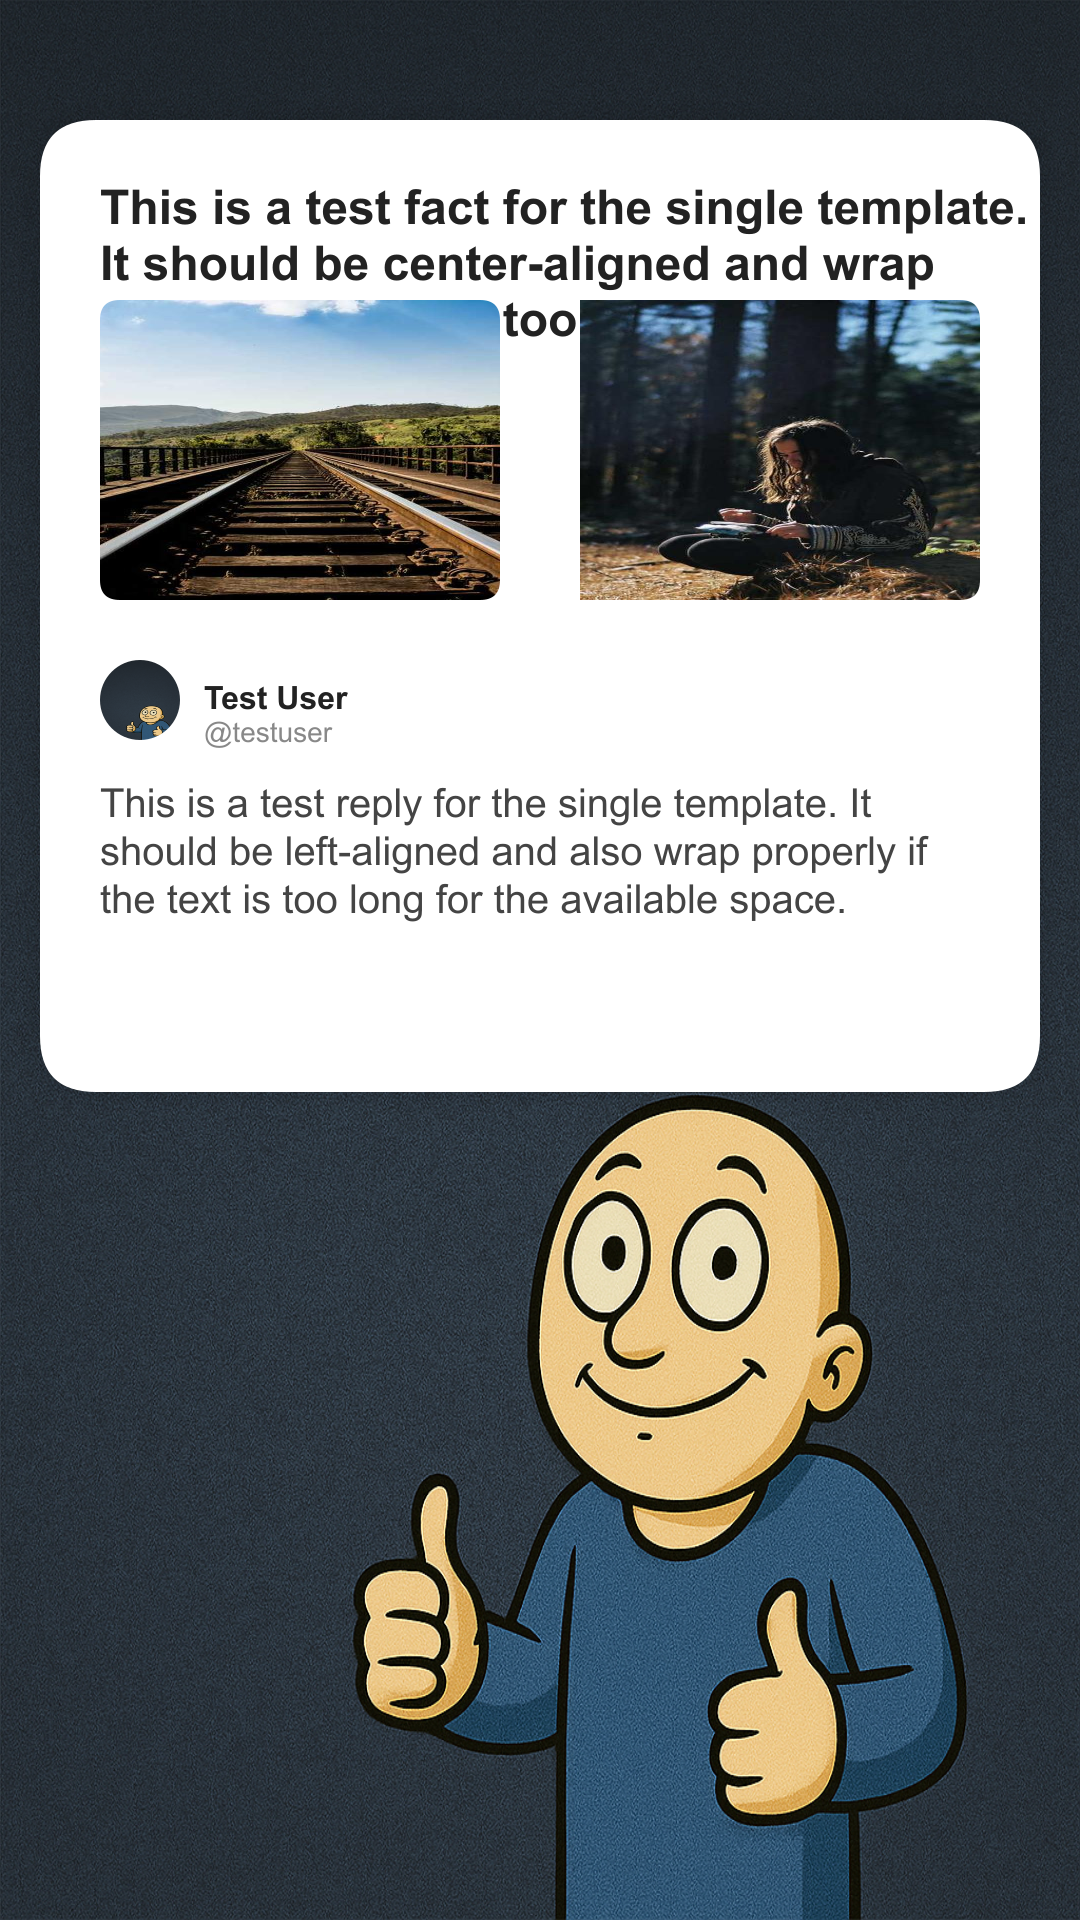 This is a test fact for the single template.
It should be center-aligned and wrap
too
Test User
@testuser
This is a test reply for the single template. It
should be left-aligned and also wrap properly if
the text is too long for the available space.